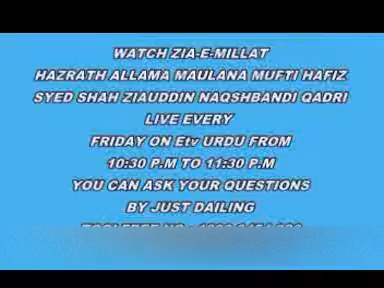 WATCH ZIA-E-MILLAT
HAZRATH ALLAMA MAULANA MUFTI HAFIZ
SYED SHAH ZIAUDDIN NAQSHBANDI QADRI
LIVE EVERY
FRIDAY ON Etv URDU FROM
10:30 P.M TO 11:30 P.M
YOU CAN ASK YOUR QUESTIONS
BY JUST DAILING